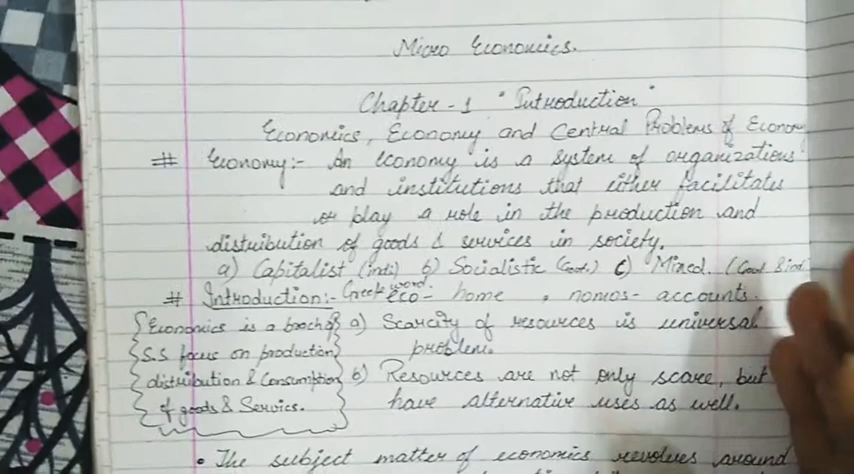 Micro Economics.
Chapter - 1 "Introduction"
Economics, Economy and Central Problems of Economy
# Economy:- An Economy is a system of organizations
and institutions that either facilitates
or play a role in the production and
distribution of goods & services in society.
a) Capitalist (indi) b) Socialistic (Govt.) c) Mixed. (Govt & ind.
# Introduction:- Greek word. eco - home, nomos - accounts.
{Economics is a brach of
S.S focus on production
distribution & Consumption
of goods & Servics.}
a) Scarcity of resources is universal
problem.
b) Resources are not only scare, but
have alternative uses as well.
• The subject matter of economics revolves around